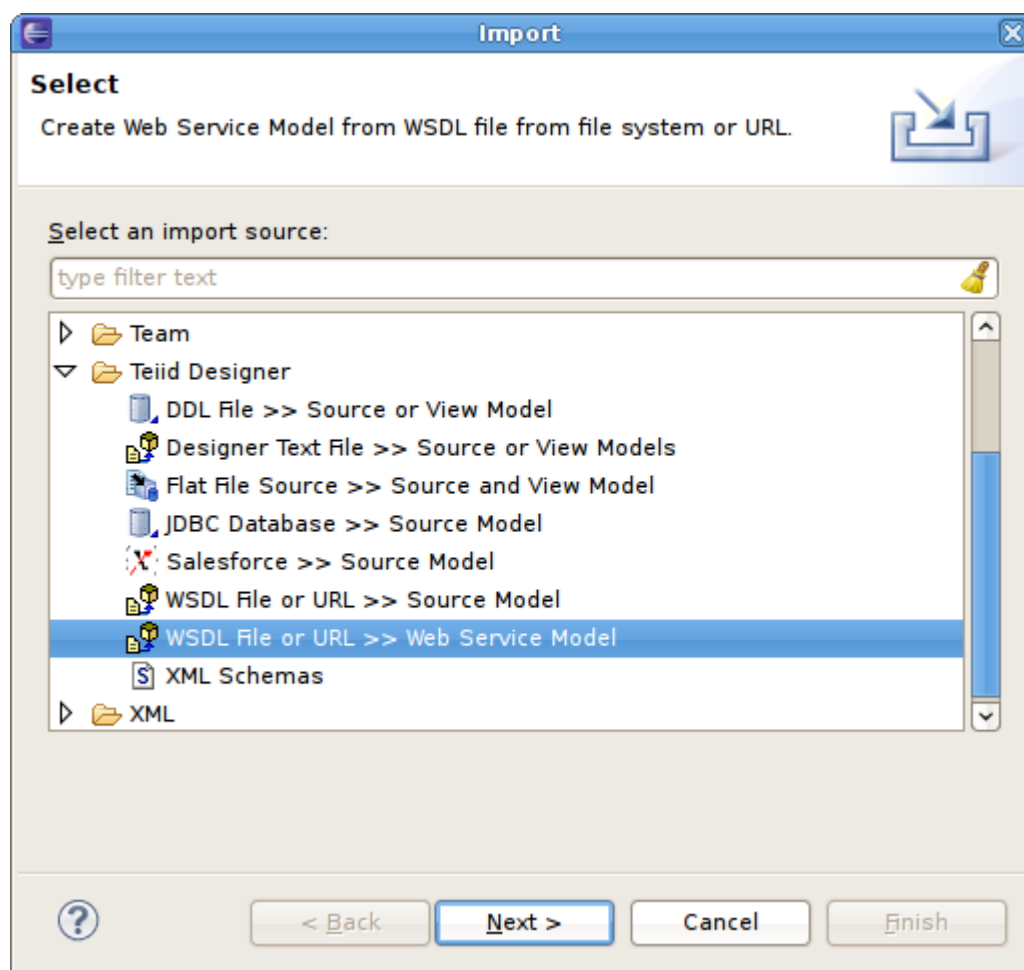 Import
Select
Create Web Service Model from WSDL file from file system or URL.
Select an import source:
type filter text
Team
Teiid Designer
DDL File >> Source or View Model
Designer Text File >> Source or View Models
Flat File Source >> Source and View Model
JDBC Database >> Source Model
Salesforce >> Source Model
WSDL File or URL >> Source Model
WSDL File or URL >> Web Service Model
XML Schemas
XML
< Back Next > Cancel Finish